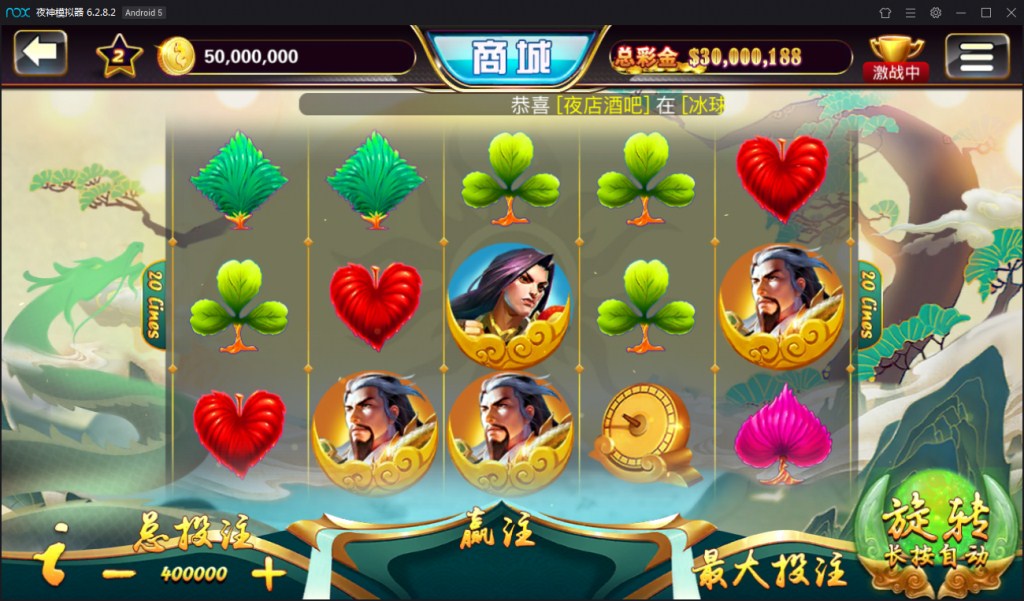 nox 夜神模拟器 6.2.8.2 Android 5
2 50,000,000 商城 总彩金 $30,000,188 激战中
恭喜 [夜店酒吧] 在 [冰球
20 Lines
20 Lines
总投注
赢注
旋转
长按自动
i － 400000 ＋
最大投注